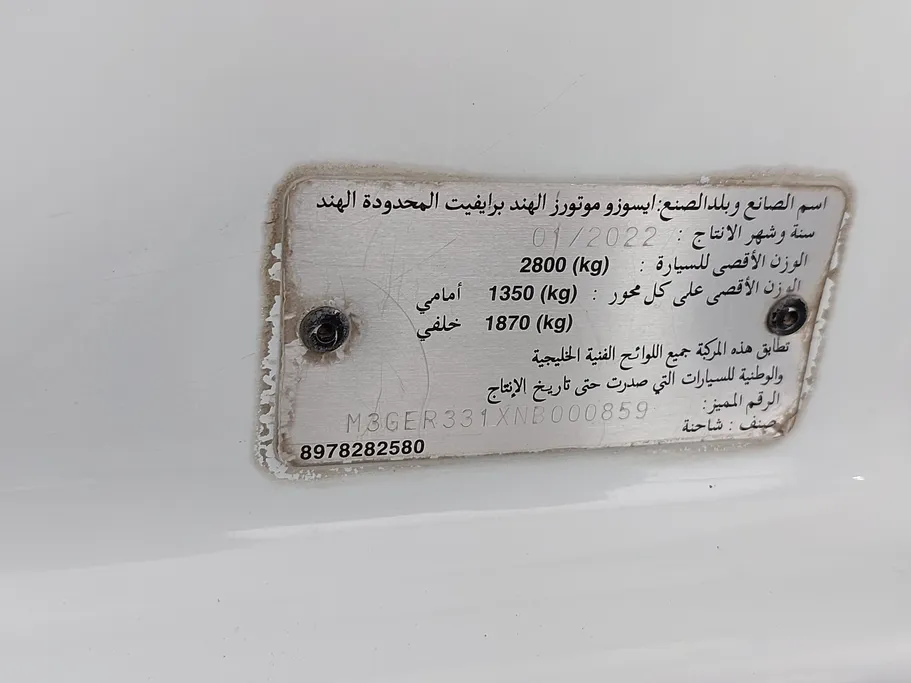 اسم الصانع وبلدالصنع: ايسوزو موتورز الهند برايفيت المحدودة الهند
سنة وشهر الانتاج : 01/2022
الوزن الأقصى للسيارة : 2800 (kg)
الوزن الأقصى على كل محور : 1350 (kg) أمامي
1870 (kg) خلفي
تطابق هذه المركبة جميع اللوائح الفنية الخليجية
والوطنية للسيارات التي صدرت حتى تاريخ الإنتاج
الرقم المميز:
M3GER331XNB000859
صنف : شاحنة
8978282580